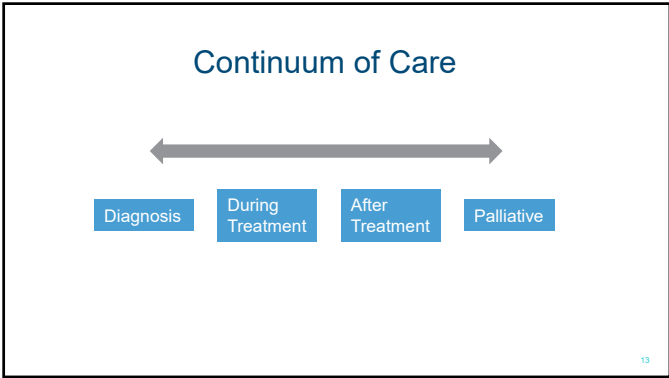 Continuum of Care
Diagnosis
During
Treatment
After
Treatment
Palliative
13